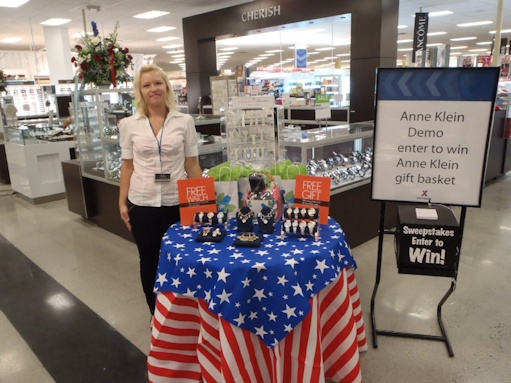 CHERISH
LANCOME
Anne Klein
Demo
enter to win
Anne Klein
gift basket
X
FREE
WATCH
FREE
GIFT
Sweepstakes
Enter to
Win!